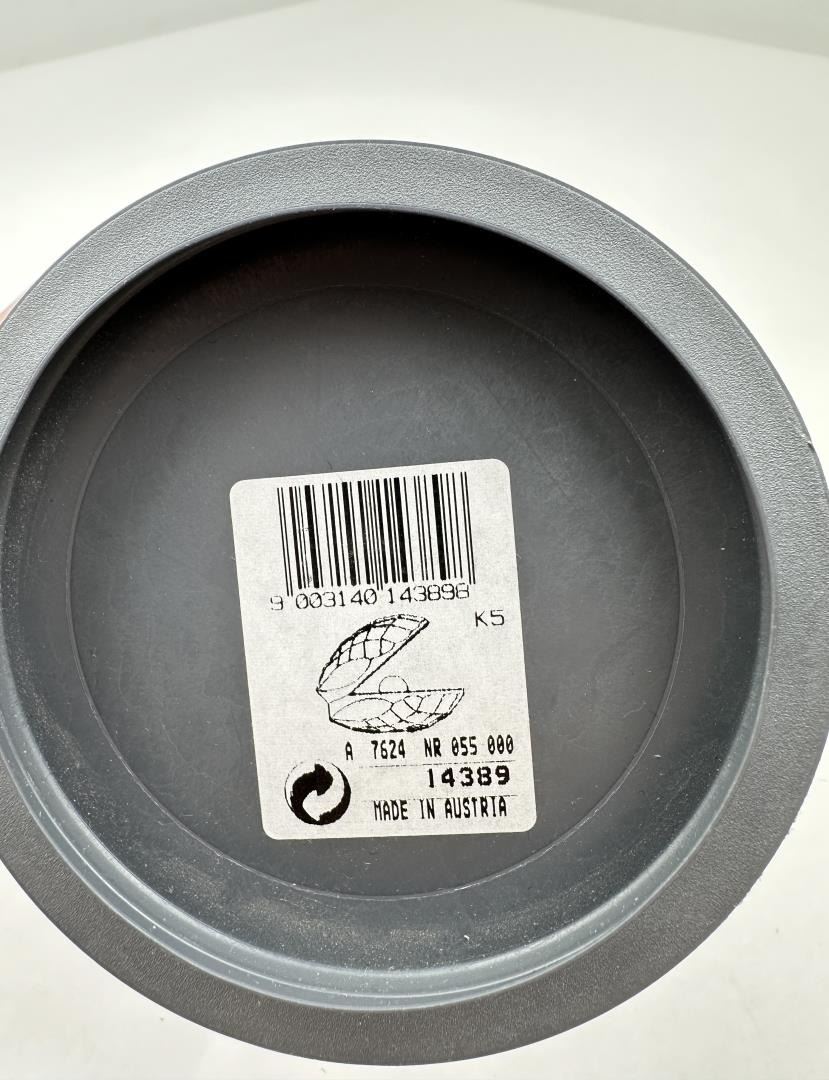 9 003140 143898
K5
A 7624 NR 055 000
14389
MADE IN AUSTRIA